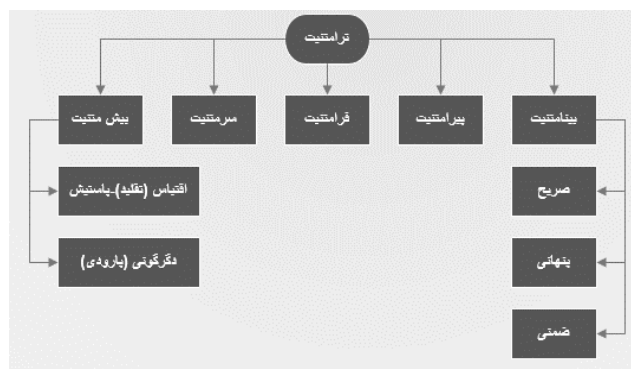 ترامتنیت
بینامتنیت
پیرامتنیت
فرامتنیت
سرمتنیت
بیش متنیت
صریح
پنهانی
ضمنی
اقتباس (تقلید)-پاستیش
دگرگونی (پارودی)